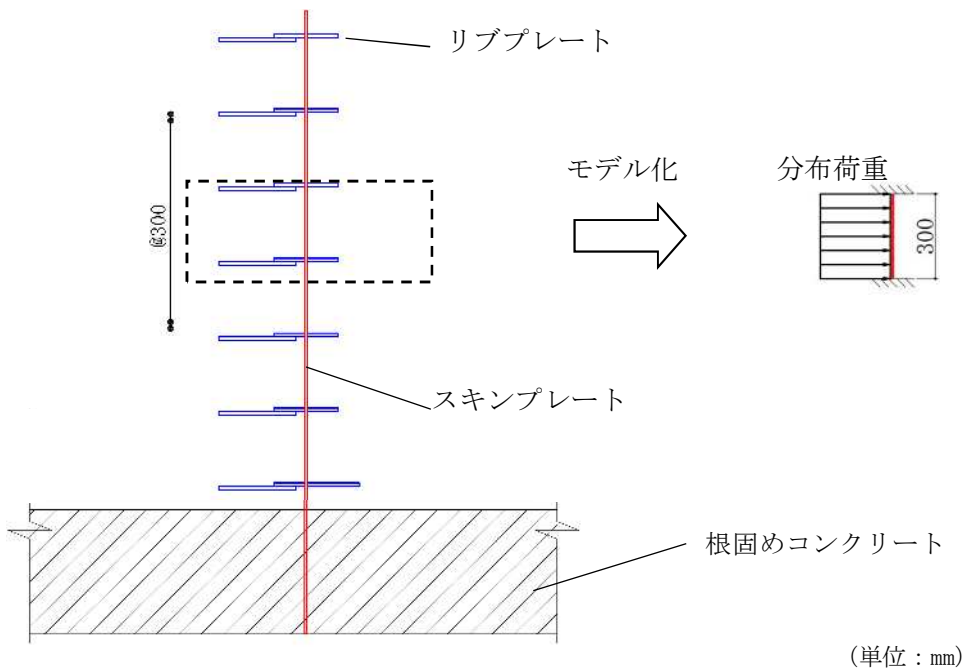 リブプレート
モデル化
分布荷重
@300
300
スキンプレート
根固めコンクリート
(単位:mm)